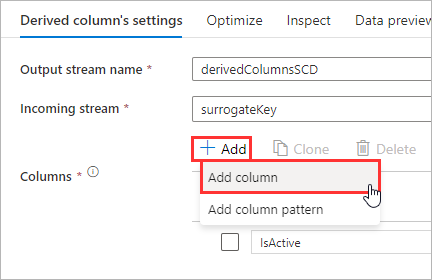 Derived column's settings Optimize Inspect Data preview
Output stream name * derivedColumnsSCD
Incoming stream * surrogateKey
Add Clone Delete
Columns * Add column
Add column pattern
IsActive